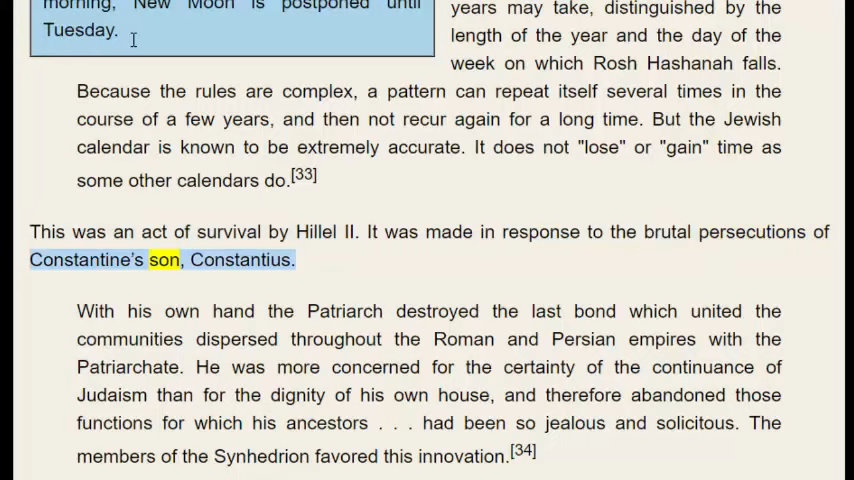 morning, New Moon is postponed until
Tuesday.
years may take, distinguished by the
length of the year and the day of the
week on which Rosh Hashanah falls.
Because the rules are complex, a pattern can repeat itself several times in the
course of a few years, and then not recur again for a long time. But the Jewish
calendar is known to be extremely accurate. It does not "lose" or "gain" time as
some other calendars do.[33]
This was an act of survival by Hillel II. It was made in response to the brutal persecutions of
Constantine's son, Constantius.
With his own hand the Patriarch destroyed the last bond which united the
communities dispersed throughout the Roman and Persian empires with the
Patriarchate. He was more concerned for the certainty of the continuance of
Judaism than for the dignity of his own house, and therefore abandoned those
functions for which his ancestors . . . had been so jealous and solicitous. The
members of the Synhedrion favored this innovation.[34]